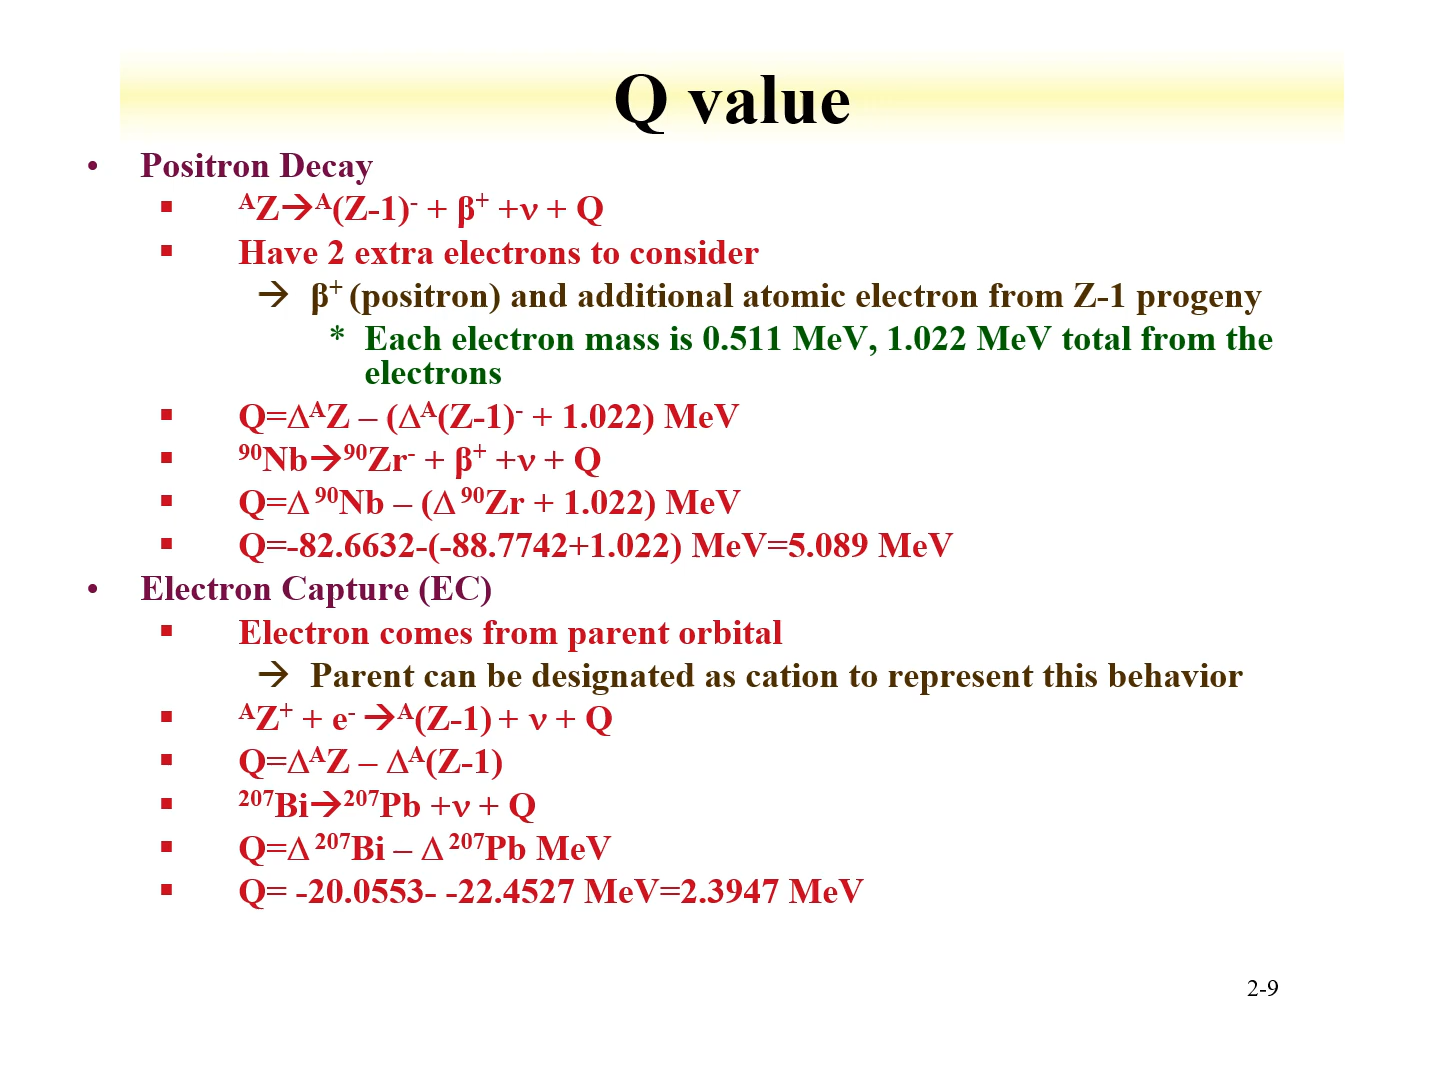 Q value
• Positron Decay
▪ ᴬZ→ᴬ(Z-1)⁻ + β⁺ +ν + Q
▪ Have 2 extra electrons to consider
→ β⁺ (positron) and additional atomic electron from Z-1 progeny
* Each electron mass is 0.511 MeV, 1.022 MeV total from the
electrons
▪ Q=∆ᴬZ – (∆ᴬ(Z-1)⁻ + 1.022) MeV
▪ ⁹⁰Nb→⁹⁰Zr⁻ + β⁺ +ν + Q
▪ Q=∆ ⁹⁰Nb – (∆ ⁹⁰Zr + 1.022) MeV
▪ Q=-82.6632-(-88.7742+1.022) MeV=5.089 MeV
• Electron Capture (EC)
▪ Electron comes from parent orbital
→ Parent can be designated as cation to represent this behavior
▪ ᴬZ⁺ + e⁻ →ᴬ(Z-1) + ν + Q
▪ Q=∆ᴬZ – ∆ᴬ(Z-1)
▪ ²⁰⁷Bi→²⁰⁷Pb +ν + Q
▪ Q=∆ ²⁰⁷Bi – ∆ ²⁰⁷Pb MeV
▪ Q= -20.0553- -22.4527 MeV=2.3947 MeV
2-9